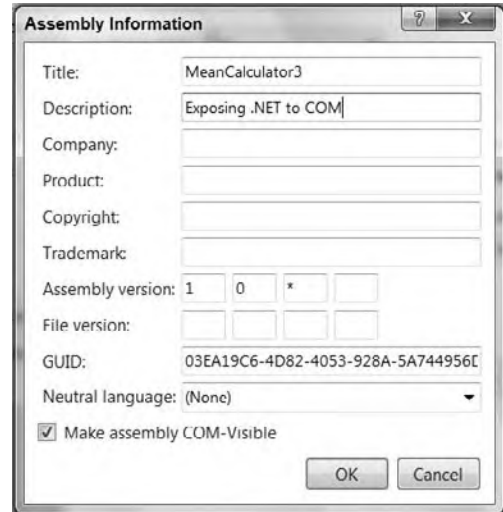 Assembly Information
Title: MeanCalculator3
Description: Exposing .NET to COM
Company:
Product:
Copyright:
Trademark:
Assembly version: 1 0 *
File version:
GUID: 03EA19C6-4D82-4053-928A-5A744956D
Neutral language: (None)
Make assembly COM-Visible
OK Cancel